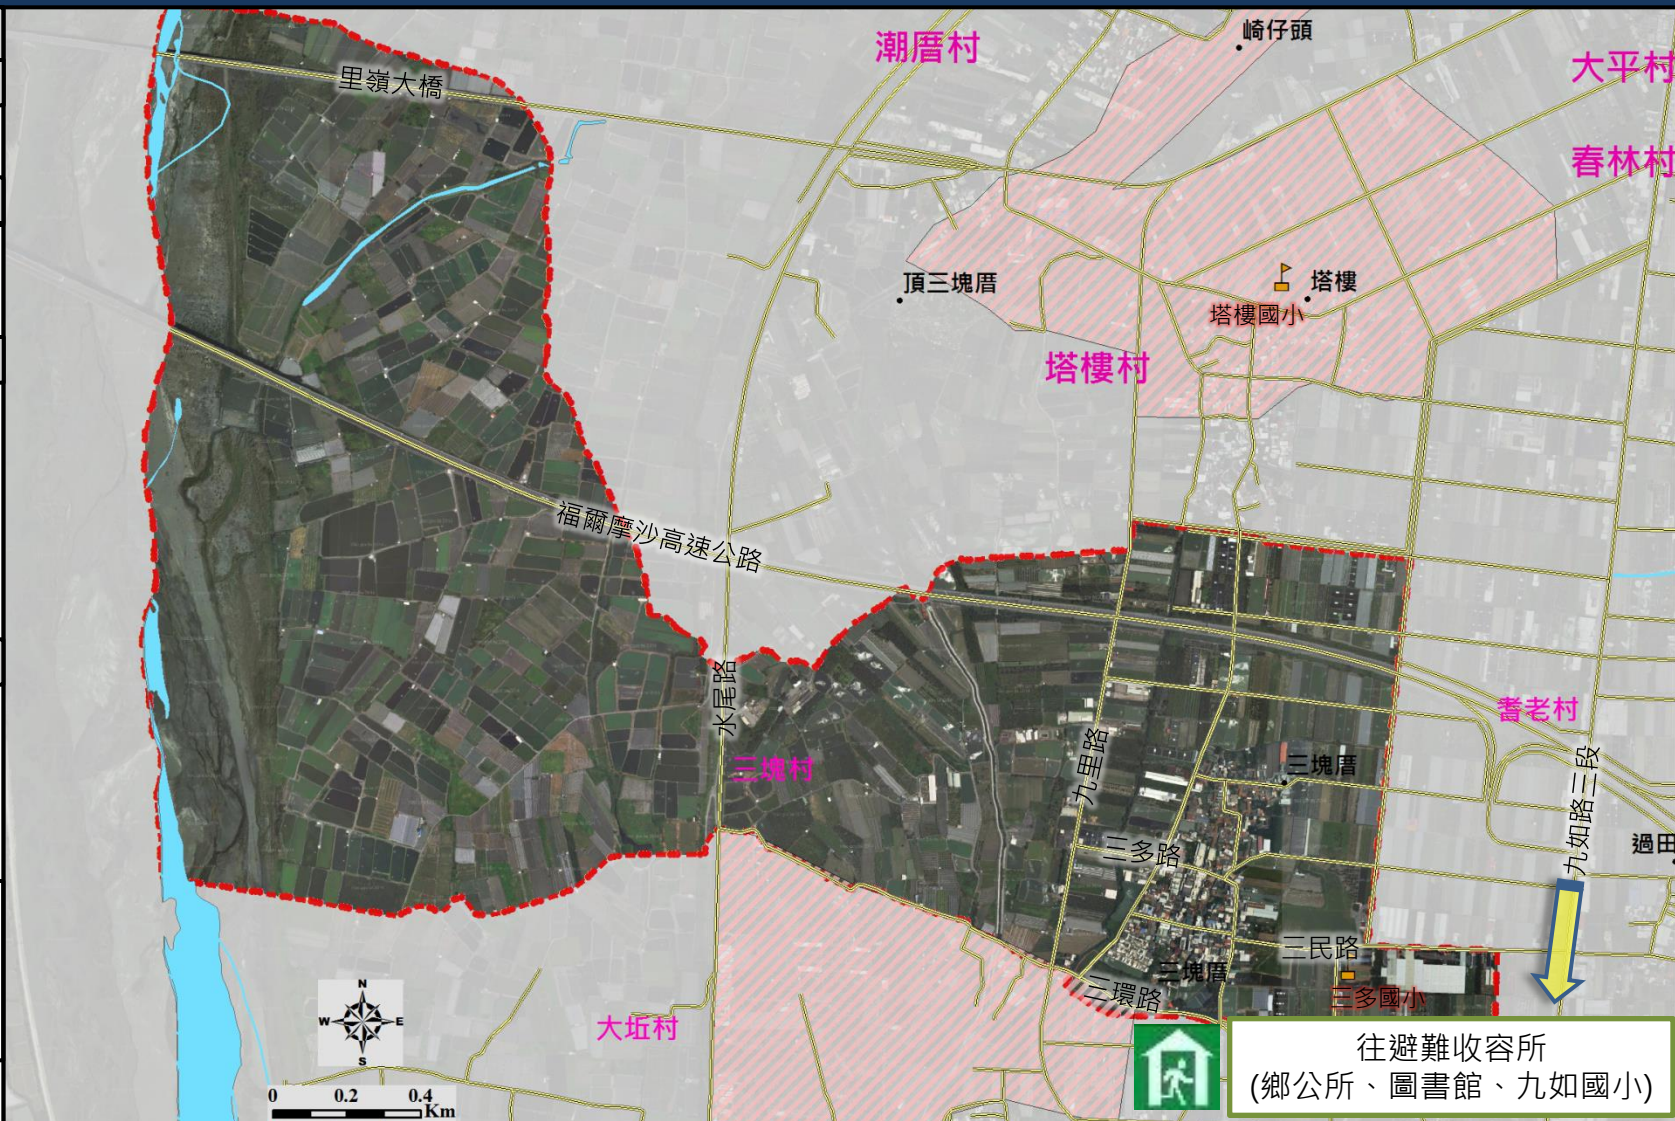 崎仔頭
潮厝村
大平村
里嶺大橋
春林村
頂三塊厝
塔樓
塔樓國小
塔樓村
福爾摩沙高速公路
水尾路
耆老村
三塊村
九里路
三塊厝
九如路三段
過田
三多路
三民路
三塊厝
二環路
三多國小
大坵村
N
W
E
S
0
0.2
0.4
Km
往避難收容所
(鄉公所、圖書館、九如國小)